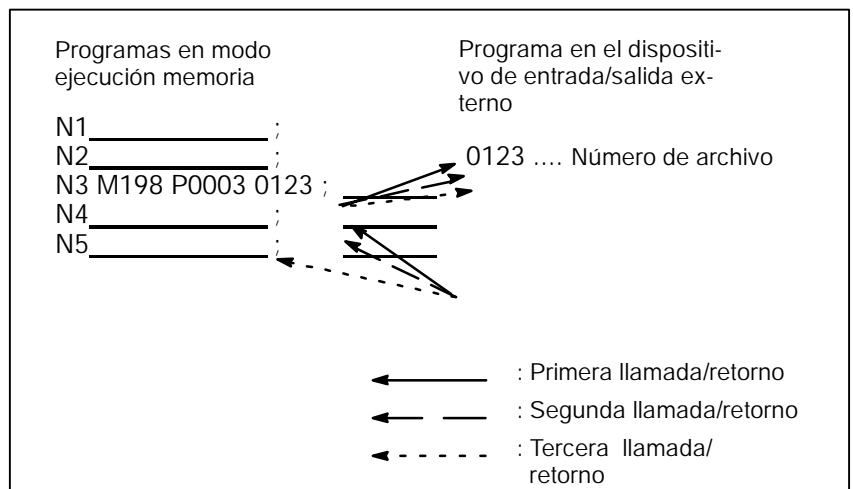 Programas en modo
ejecución memoria
Programa en el dispositi-
vo de entrada/salida ex-
terno
N1 ;
N2 ;
N3 M198 P0003 0123 ;
N4 ;
N5 ;
0123 .... Número de archivo
: Primera llamada/retorno
: Segunda llamada/retorno
: Tercera llamada/
retorno